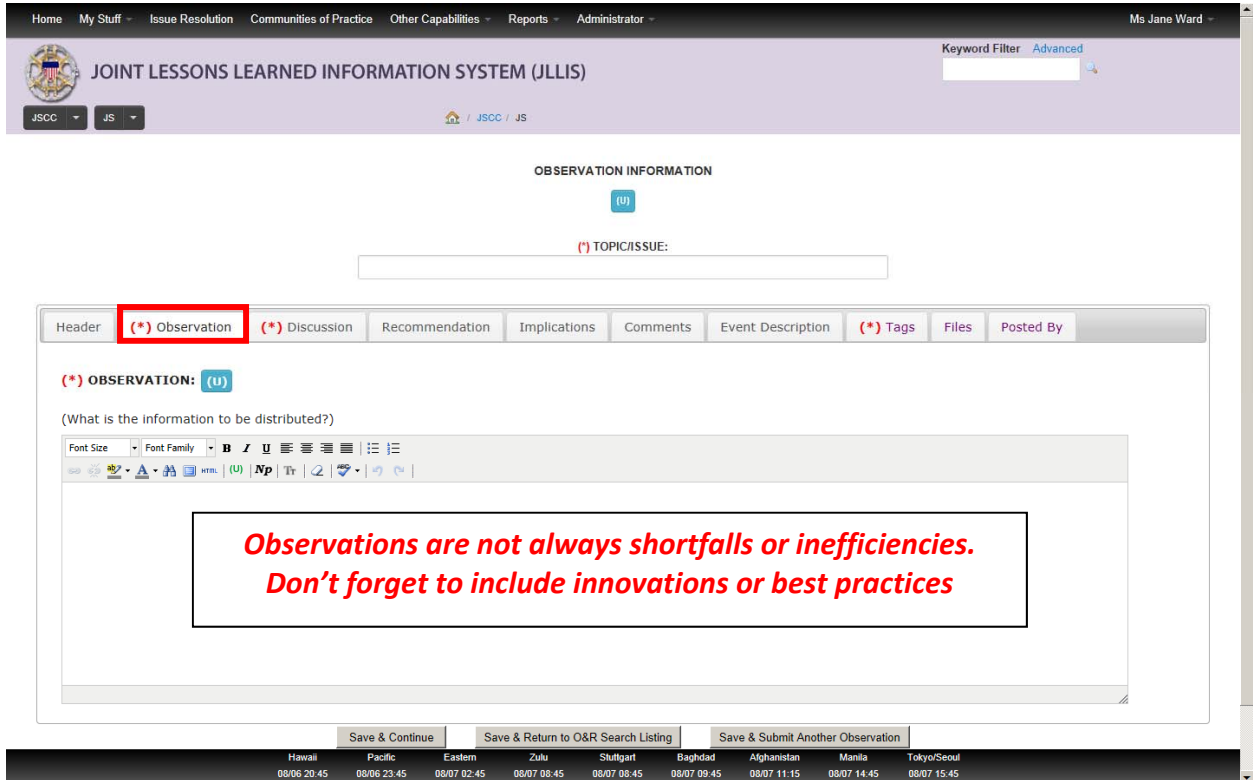 Home My Stuff Issue Resolution Communities of Practice Other Capabilities Reports Administrator Ms Jane Ward
Keyword Filter Advanced
JOINT LESSONS LEARNED INFORMATION SYSTEM (JLLIS)
JSCC JS / JSCC / JS
OBSERVATION INFORMATION
(U)
(*) TOPIC/ISSUE:
Header (*) Observation (*) Discussion Recommendation Implications Comments Event Description (*) Tags Files Posted By
(*) OBSERVATION: (U)
(What is the information to be distributed?)
Font Size Font Family B I U
ab A HTML (U) Np Tr ABC
Observations are not always shortfalls or inefficiencies.
Don’t forget to include innovations or best practices
Save & Continue Save & Return to O&R Search Listing Save & Submit Another Observation
Hawaii Pacific Eastern Zulu Stuttgart Baghdad Afghanistan Manila Tokyo/Seoul
08/06 20:45 08/06 23:45 08/07 02:45 08/07 08:45 08/07 08:45 08/07 09:45 08/07 11:15 08/07 14:45 08/07 15:45